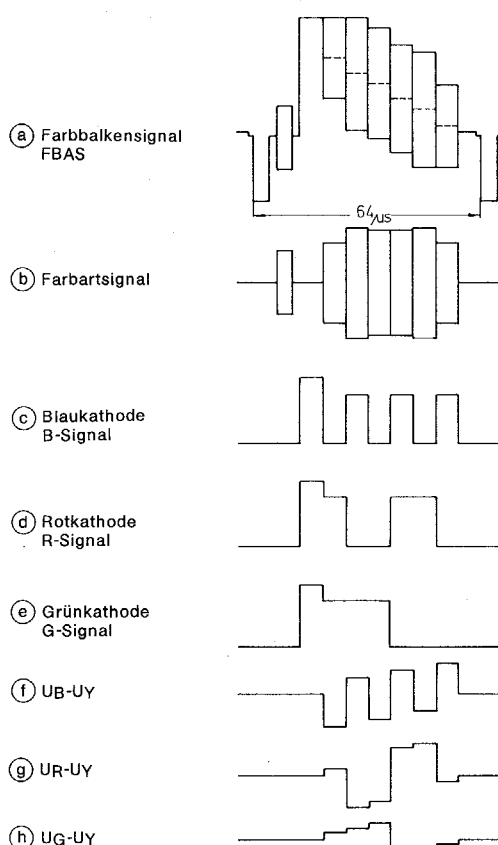 ⓐ Farbbalkensignal
FBAS
64µs
ⓑ Farbartsignal
ⓒ Blaukathode
B-Signal
ⓓ Rotkathode
R-Signal
ⓔ Grünkathode
G-Signal
ⓕ UB-UY
ⓖ UR-UY
ⓗ UG-UY